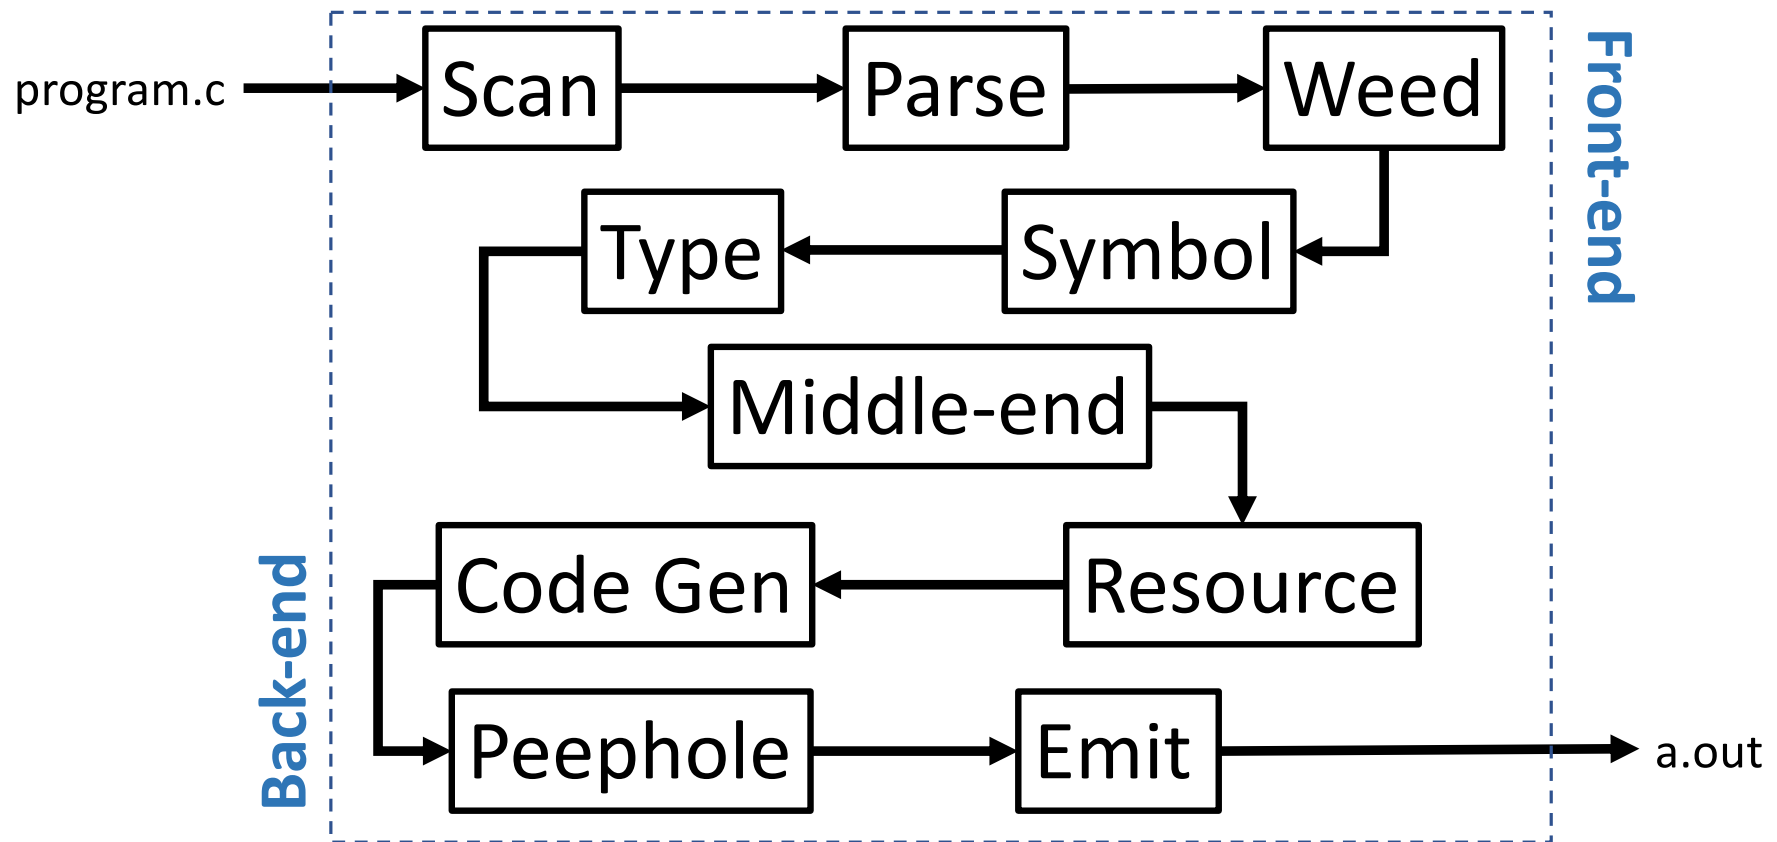 program.c
Scan
Parse
Weed
Front-end
Type
Symbol
Middle-end
Back-end
Code Gen
Resource
Peephole
Emit
a.out